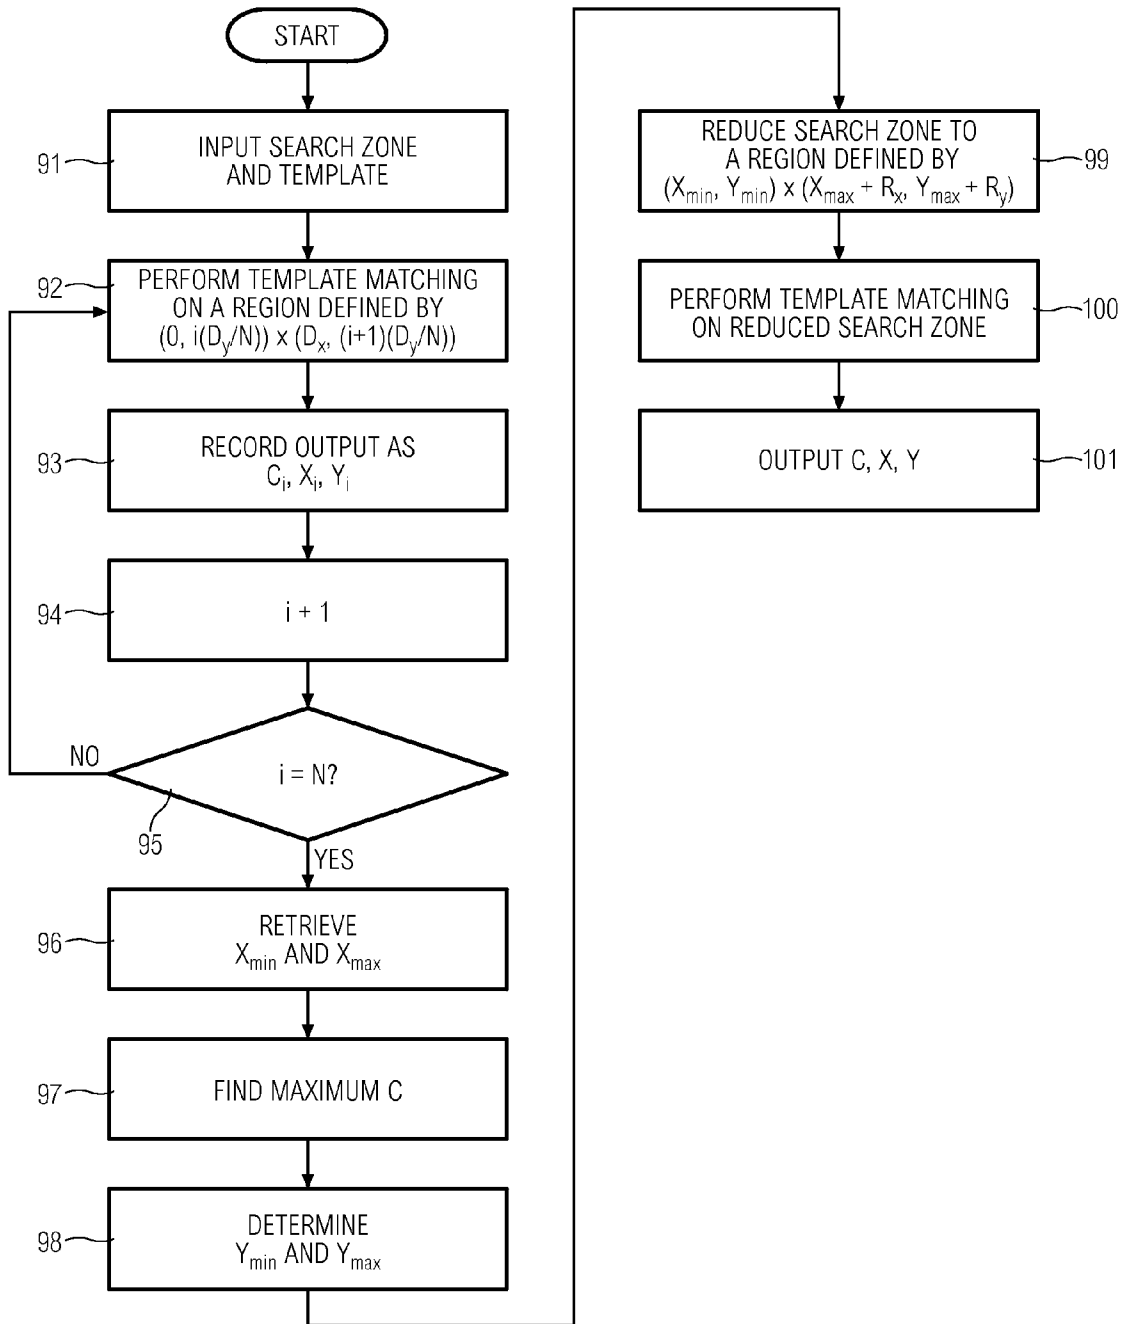 START
91
INPUT SEARCH ZONE
AND TEMPLATE
92
PERFORM TEMPLATE MATCHING
ON A REGION DEFINED BY
(0, i(Dy/N)) x (Dx, (i+1)(Dy/N))
93
RECORD OUTPUT AS
Ci, Xi, Yi
94
i + 1
NO
i = N?
95
YES
96
RETRIEVE
Xmin AND Xmax
97
FIND MAXIMUM C
98
DETERMINE
Ymin AND Ymax
REDUCE SEARCH ZONE TO
A REGION DEFINED BY
(Xmin, Ymin) x (Xmax + Rx, Ymax + Ry)
99
PERFORM TEMPLATE MATCHING
ON REDUCED SEARCH ZONE
100
OUTPUT C, X, Y
101